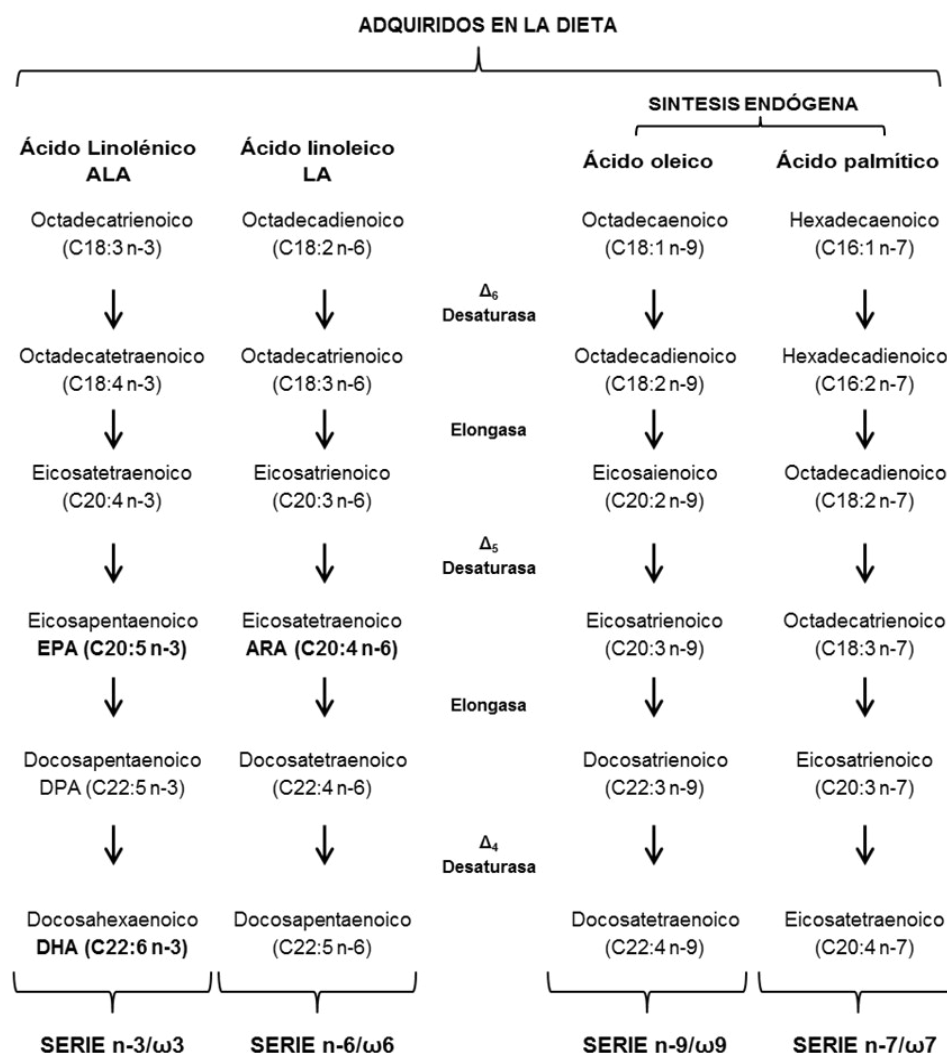 ADQUIRIDOS EN LA DIETA
SINTESIS ENDÓGENA
Ácido Linolénico
ALA
Ácido linoleico
LA
Ácido oleico
Ácido palmítico
Octadecatrienoico
(C18:3 n-3)
Octadecadienoico
(C18:2 n-6)
Octadecaenoico
(C18:1 n-9)
Hexadecaenoico
(C16:1 n-7)
Δ6
Desaturasa
Octadecatetraenoico
(C18:4 n-3)
Octadecatrienoico
(C18:3 n-6)
Octadecadienoico
(C18:2 n-9)
Hexadecadienoico
(C16:2 n-7)
Elongasa
Eicosatetraenoico
(C20:4 n-3)
Eicosatrienoico
(C20:3 n-6)
Eicosaienoico
(C20:2 n-9)
Octadecadienoico
(C18:2 n-7)
Δ5
Desaturasa
Eicosapentaenoico
EPA (C20:5 n-3)
Eicosatetraenoico
ARA (C20:4 n-6)
Eicosatrienoico
(C20:3 n-9)
Octadecatrienoico
(C18:3 n-7)
Elongasa
Docosapentaenoico
DPA (C22:5 n-3)
Docosatetraenoico
(C22:4 n-6)
Docosatrienoico
(C22:3 n-9)
Eicosatrienoico
(C20:3 n-7)
Δ4
Desaturasa
Docosahexaenoico
DHA (C22:6 n-3)
Docosapentaenoico
(C22:5 n-6)
Docosatetraenoico
(C22:4 n-9)
Eicosatetraenoico
(C20:4 n-7)
SERIE n-3/ω3
SERIE n-6/ω6
SERIE n-9/ω9
SERIE n-7/ω7